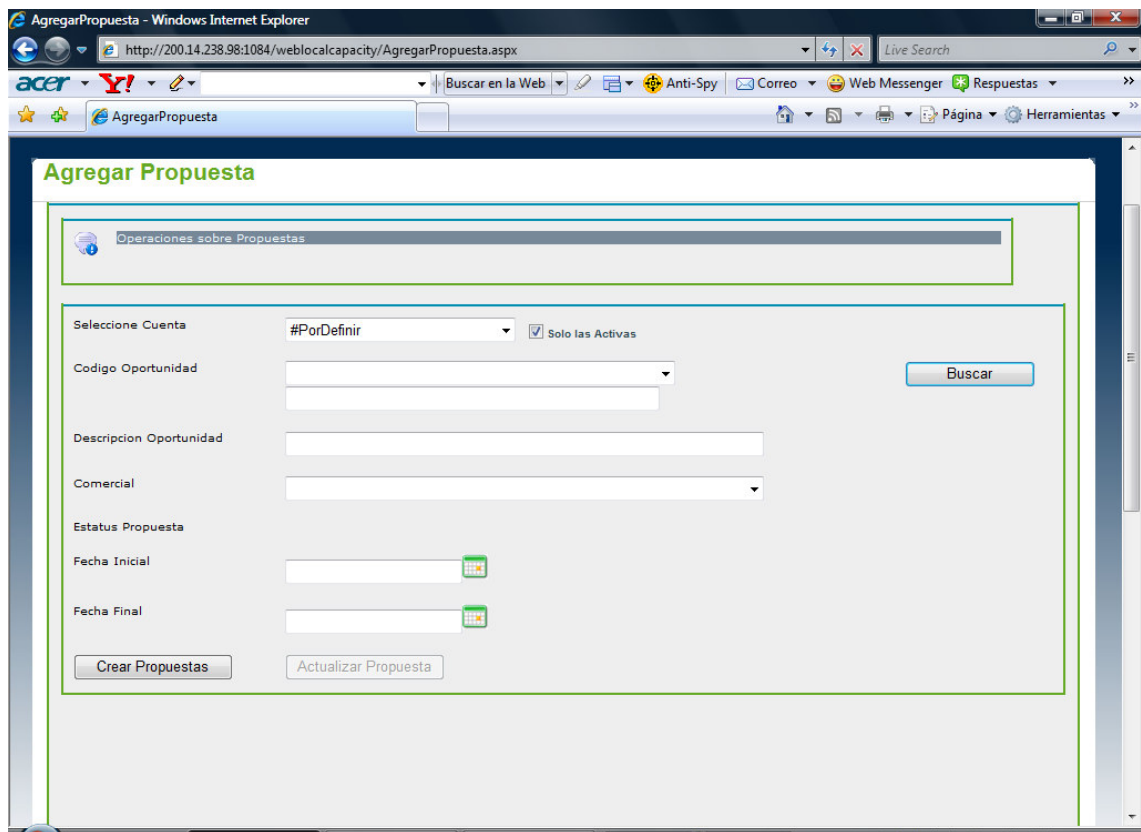 AgregarPropuesta - Windows Internet Explorer
http://200.14.238.98:1084/weblocalcapacity/AgregarPropuesta.aspx Live Search
acer Y! Buscar en la Web Anti-Spy Correo Web Messenger Respuestas >>
AgregarPropuesta Página Herramientas >>
Agregar Propuesta
Operaciones sobre Propuestas
Seleccione Cuenta #PorDefinir Solo las Activas
Codigo Oportunidad Buscar
Descripcion Oportunidad
Comercial
Estatus Propuesta
Fecha Inicial
Fecha Final
Crear Propuestas Actualizar Propuesta